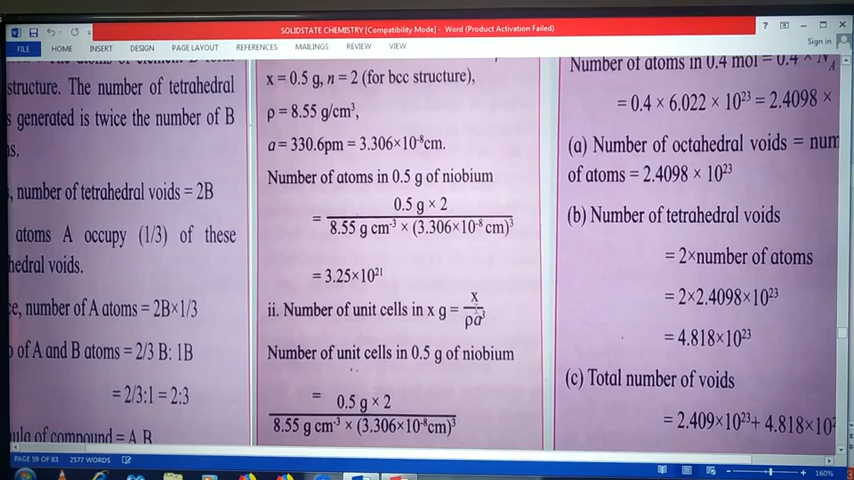 SOLIDSTATE CHEMISTRY [Compatibility Mode] - Word (Product Activation Failed)
Sign in
FILE HOME INSERT DESIGN PAGE LAYOUT REFERENCES MAILINGS REVIEW VIEW
structure. The number of tetrahedral
s generated is twice the number of B
ns.
, number of tetrahedral voids = 2B
atoms A occupy (1/3) of these
hedral voids.
ce, number of A atoms = 2B×1/3
o of A and B atoms = 2/3 B: 1B
= 2/3:1 = 2:3
ula of compound = A B
x = 0.5 g, n = 2 (for bcc structure),
ρ = 8.55 g/cm³,
a = 330.6pm = 3.306×10⁻⁸cm.
Number of atoms in 0.5 g of niobium
= 0.5 g × 2
8.55 g cm⁻³ × (3.306×10⁻⁸ cm)³
= 3.25×10²¹
ii. Number of unit cells in x g = x
ρa³
Number of unit cells in 0.5 g of niobium
= 0.5 g × 2
8.55 g cm⁻³ × (3.306×10⁻⁸cm)³
Number of atoms in 0.4 mol = 0.4 × N_A
= 0.4 × 6.022 × 10²³ = 2.4098 ×
(a) Number of octahedral voids = num
of atoms = 2.4098 × 10²³
(b) Number of tetrahedral voids
= 2×number of atoms
= 2×2.4098×10²³
= 4.818×10²³
(c) Total number of voids
= 2.409×10²³+ 4.818×10²
PAGE 59 OF 83 2577 WORDS
160%